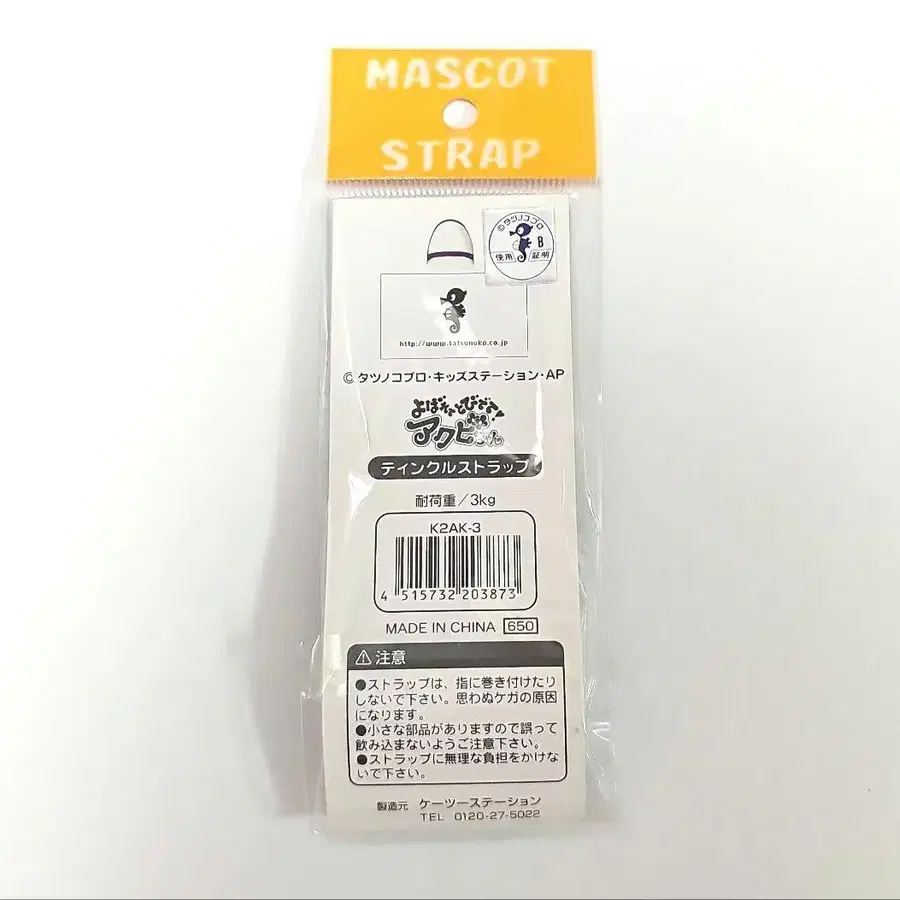 MASCOT
STRAP
©タツノコプロ
B
使用 証明
http://www.tatsunoko.co.jp
© タツノコプロ・キッズステーション・AP
よばれてとびでて!
アクビちゃん
ティンクルストラップ
耐荷重／3kg
K2AK-3
4 515732 203873
MADE IN CHINA 650
⚠ 注意
●ストラップは、指に巻き付けたり
しないで下さい。思わぬケガの原因
になります。
●小さな部品がありますので誤って
飲み込まないようご注意下さい。
●ストラップに無理な負担をかけな
いで下さい。
製造元 ケーツーステーション
TEL 0120-27-5022